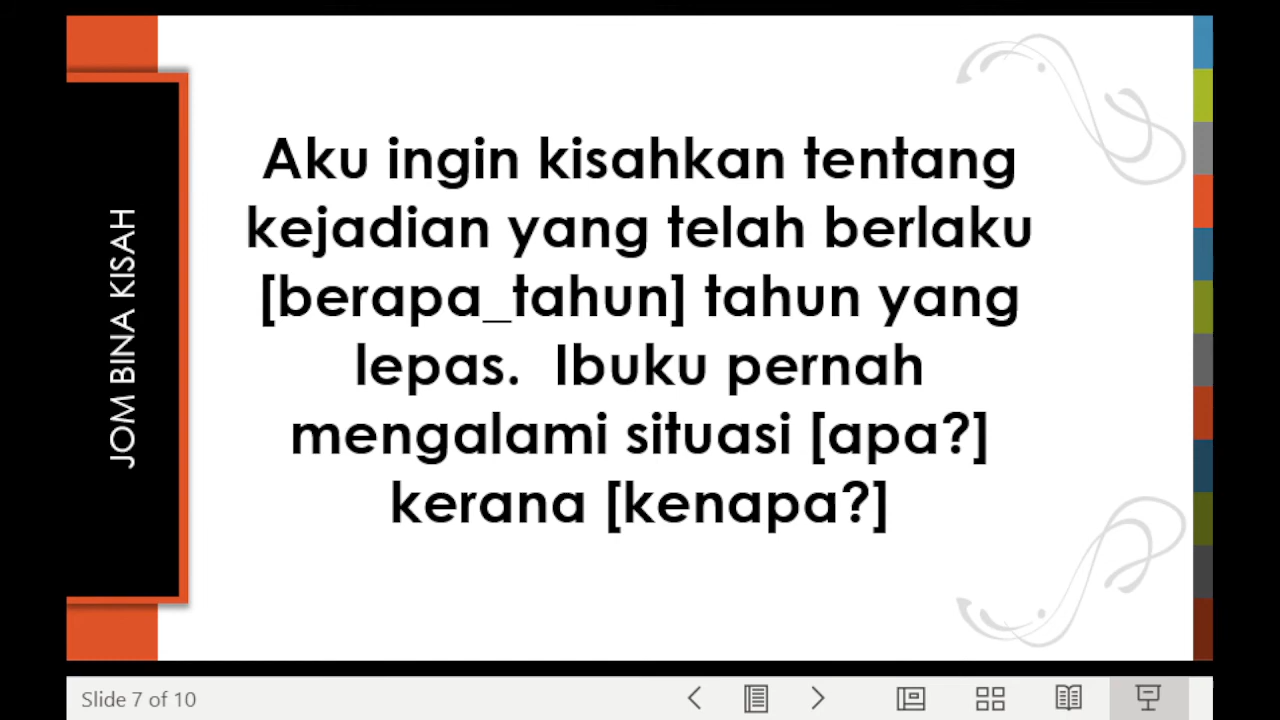 JOM BINA KISAH
Aku ingin kisahkan tentang
kejadian yang telah berlaku
[berapa_tahun] tahun yang
lepas.  Ibuku pernah
mengalami situasi [apa?]
kerana [kenapa?]
Slide 7 of 10